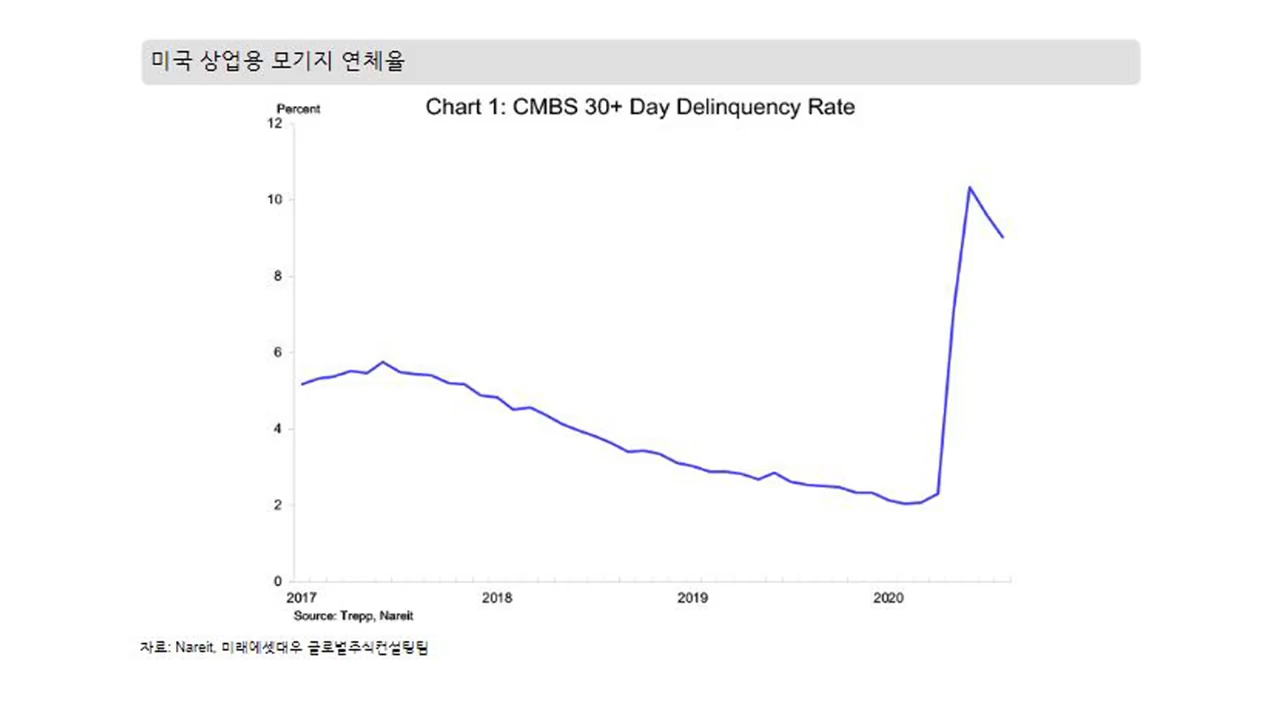 미국 상업용 모기지 연체율
Chart 1: CMBS 30+ Day Delinquency Rate
Percent
12
10
8
6
4
2
0
2017 2018 2019 2020
Source: Trepp, Nareit
자료: Nareit, 미래에셋대우 글로벌주식컨설팅팀